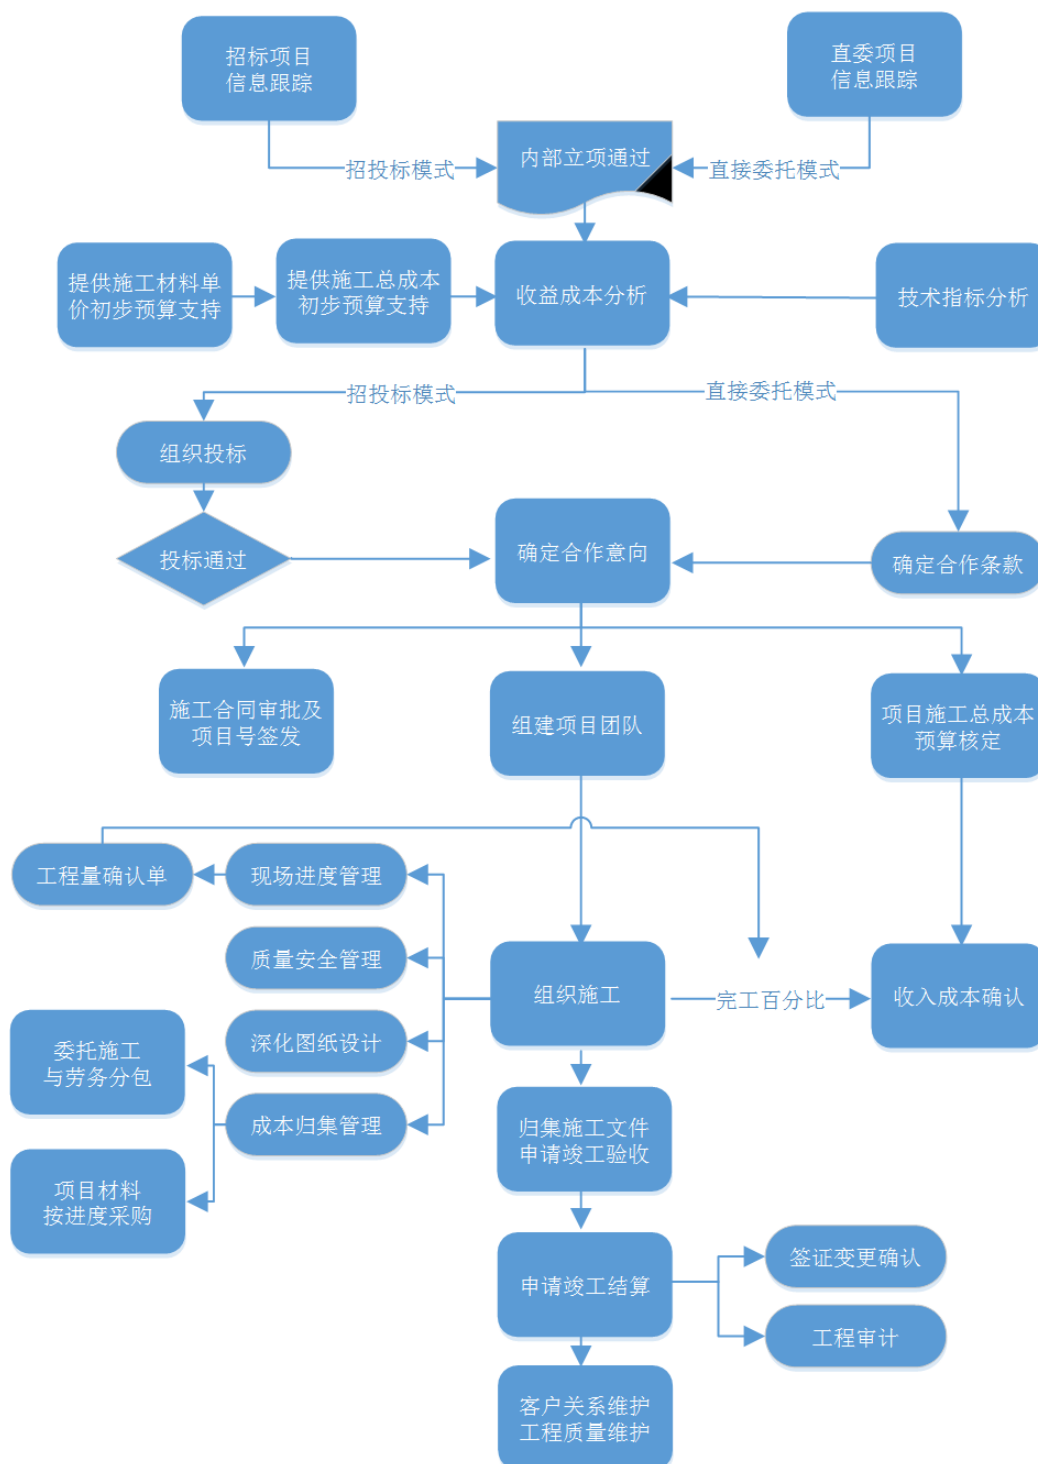 招标项目
信息跟踪
直委项目
信息跟踪
内部立项通过
招投标模式
直接委托模式
提供施工材料单
价初步预算支持
提供施工总成本
初步预算支持
收益成本分析
技术指标分析
招投标模式
直接委托模式
组织投标
投标通过
确定合作意向
确定合作条款
施工合同审批及
项目号签发
组建项目团队
项目施工总成本
预算核定
工程量确认单
现场进度管理
质量安全管理
组织施工
完工百分比
收入成本确认
深化图纸设计
委托施工
与劳务分包
成本归集管理
归集施工文件
申请竣工验收
项目材料
按进度采购
申请竣工结算
签证变更确认
工程审计
客户关系维护
工程质量维护